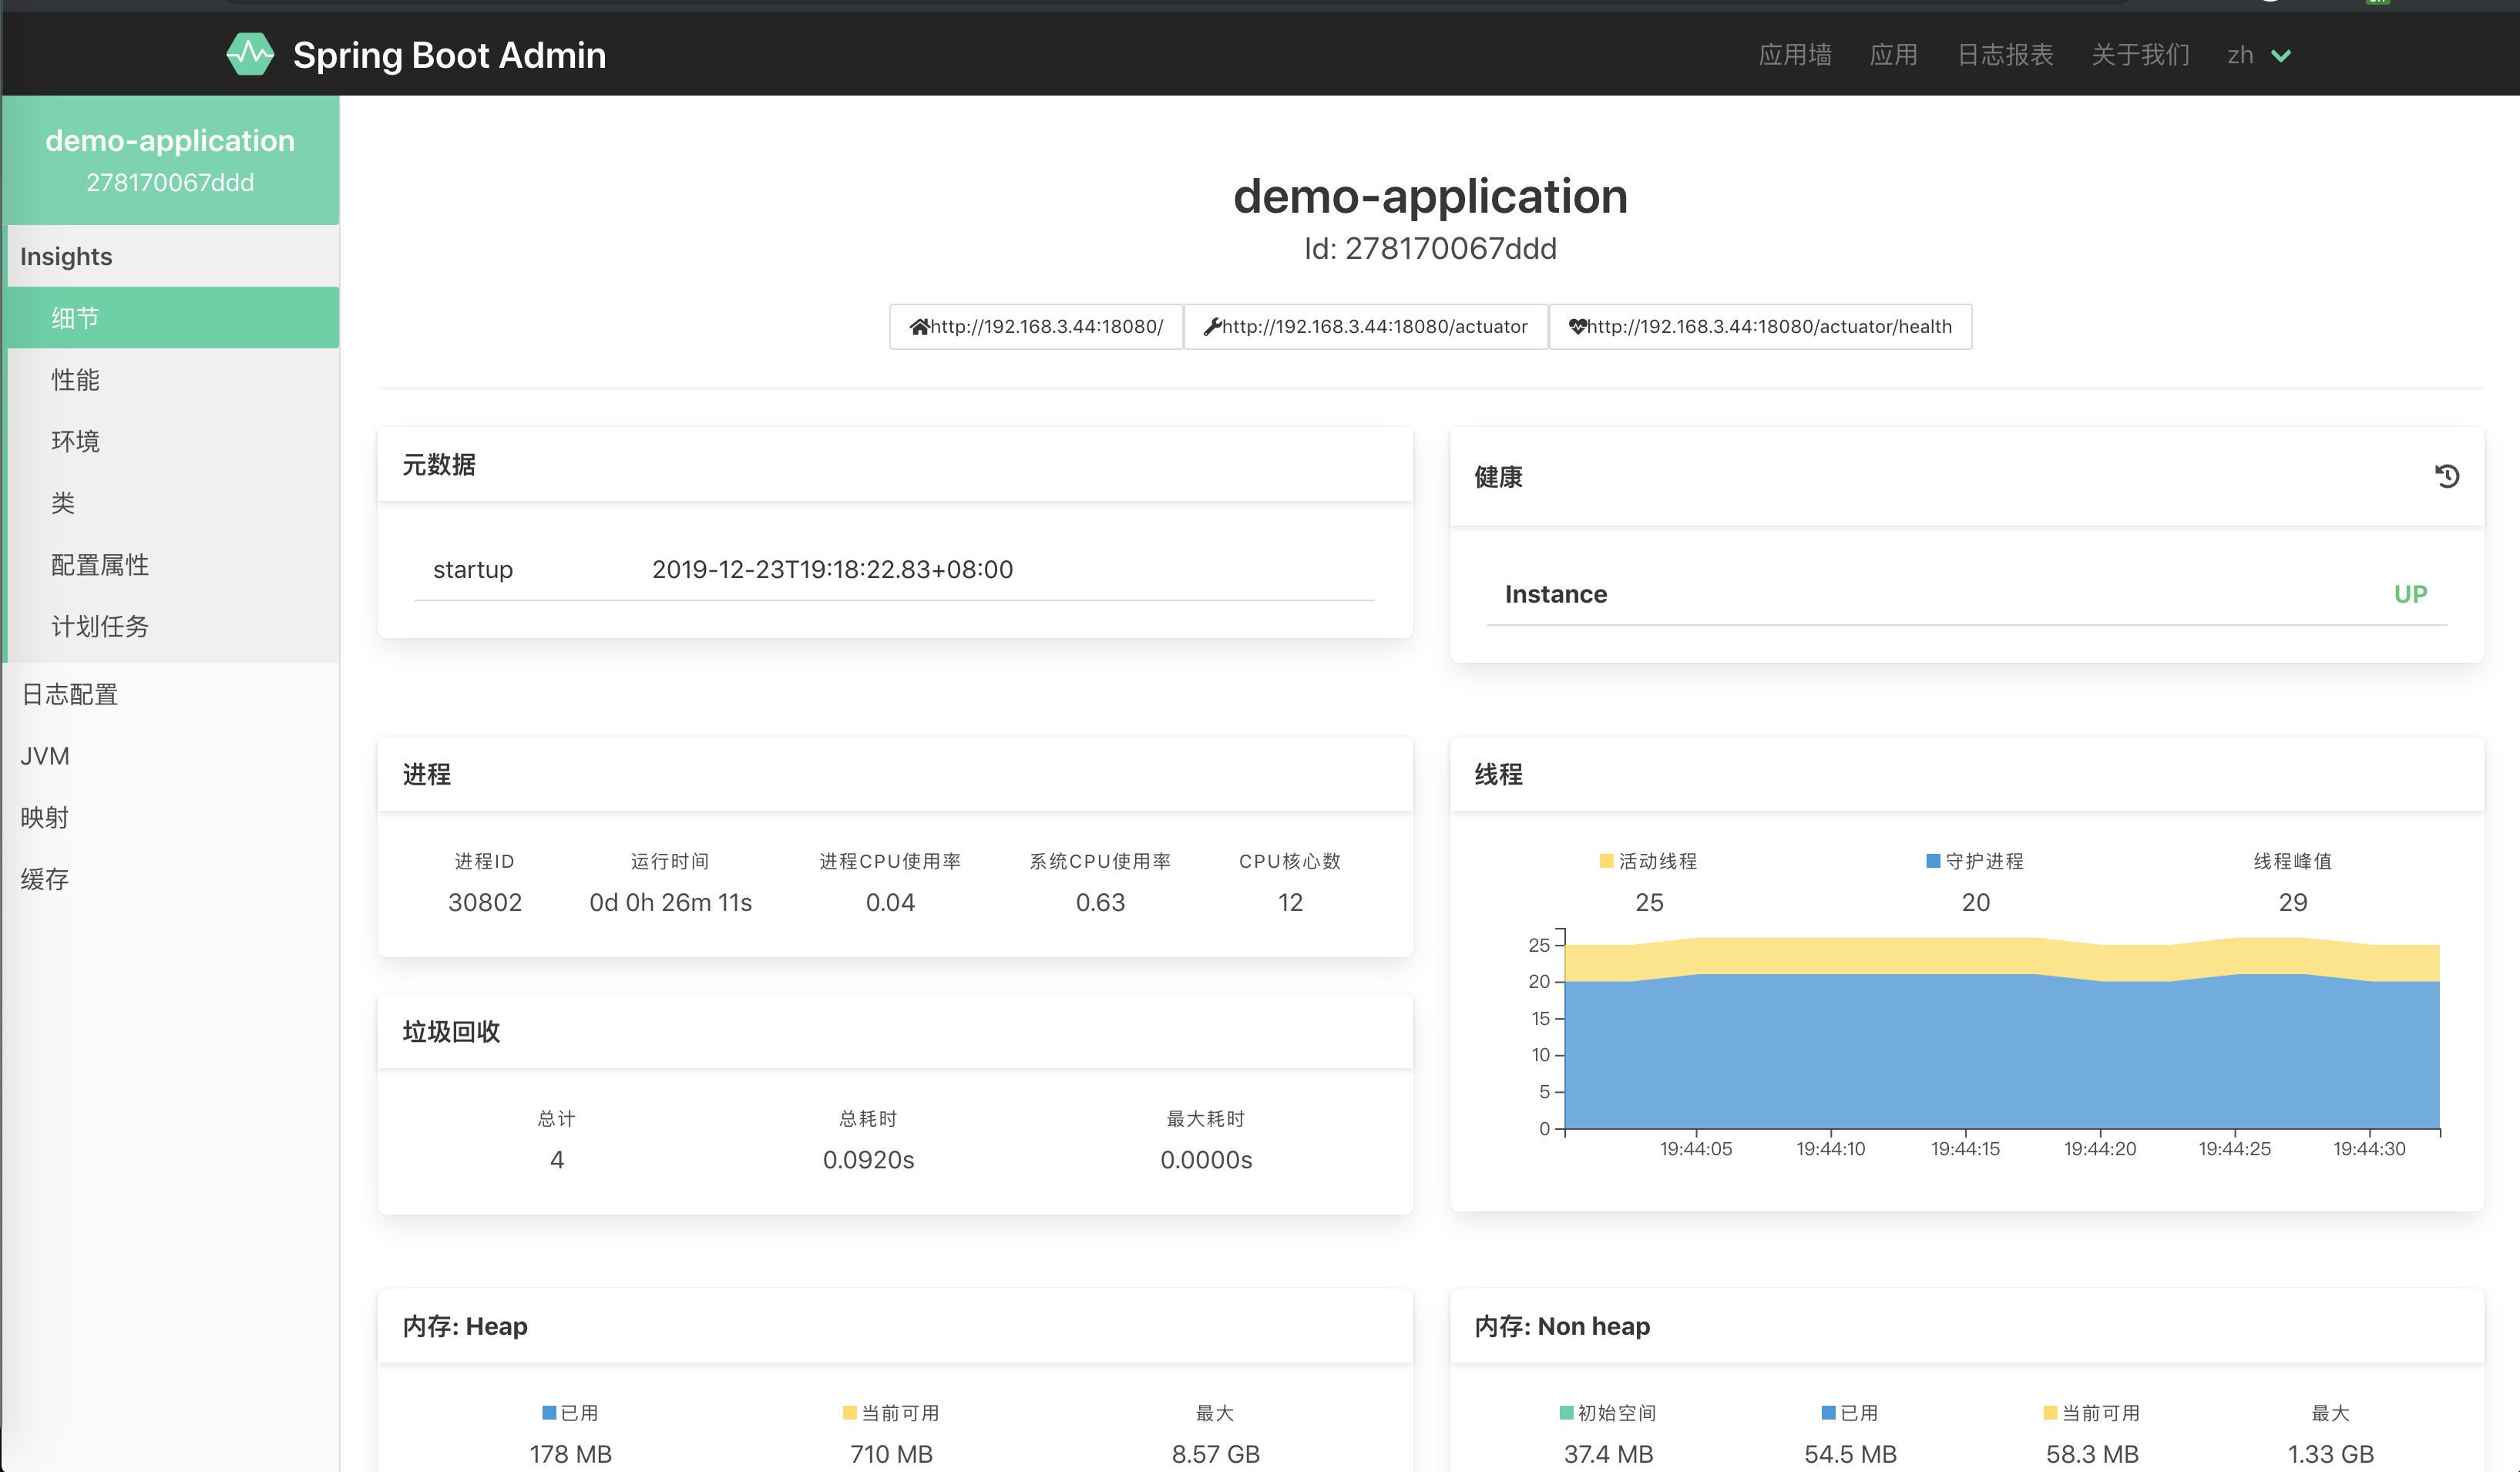 Spring Boot Admin
应用墙 应用 日志报表 关于我们 zh
demo-application
278170067ddd
Insights
细节
性能
环境
类
配置属性
计划任务
日志配置
JVM
映射
缓存
demo-application
Id: 278170067ddd
http://192.168.3.44:18080/ http://192.168.3.44:18080/actuator http://192.168.3.44:18080/actuator/health
元数据
startup 2019-12-23T19:18:22.83+08:00
健康
Instance UP
进程
进程ID 运行时间 进程CPU使用率 系统CPU使用率 CPU核心数
30802 0d 0h 26m 11s 0.04 0.63 12
线程
活动线程 守护进程 线程峰值
25 20 29
25
20
15
10
5
0
19:44:05 19:44:10 19:44:15 19:44:20 19:44:25 19:44:30
垃圾回收
总计 总耗时 最大耗时
4 0.0920s 0.0000s
内存: Heap
已用 当前可用 最大
178 MB 710 MB 8.57 GB
内存: Non heap
初始空间 已用 当前可用 最大
37.4 MB 54.5 MB 58.3 MB 1.33 GB